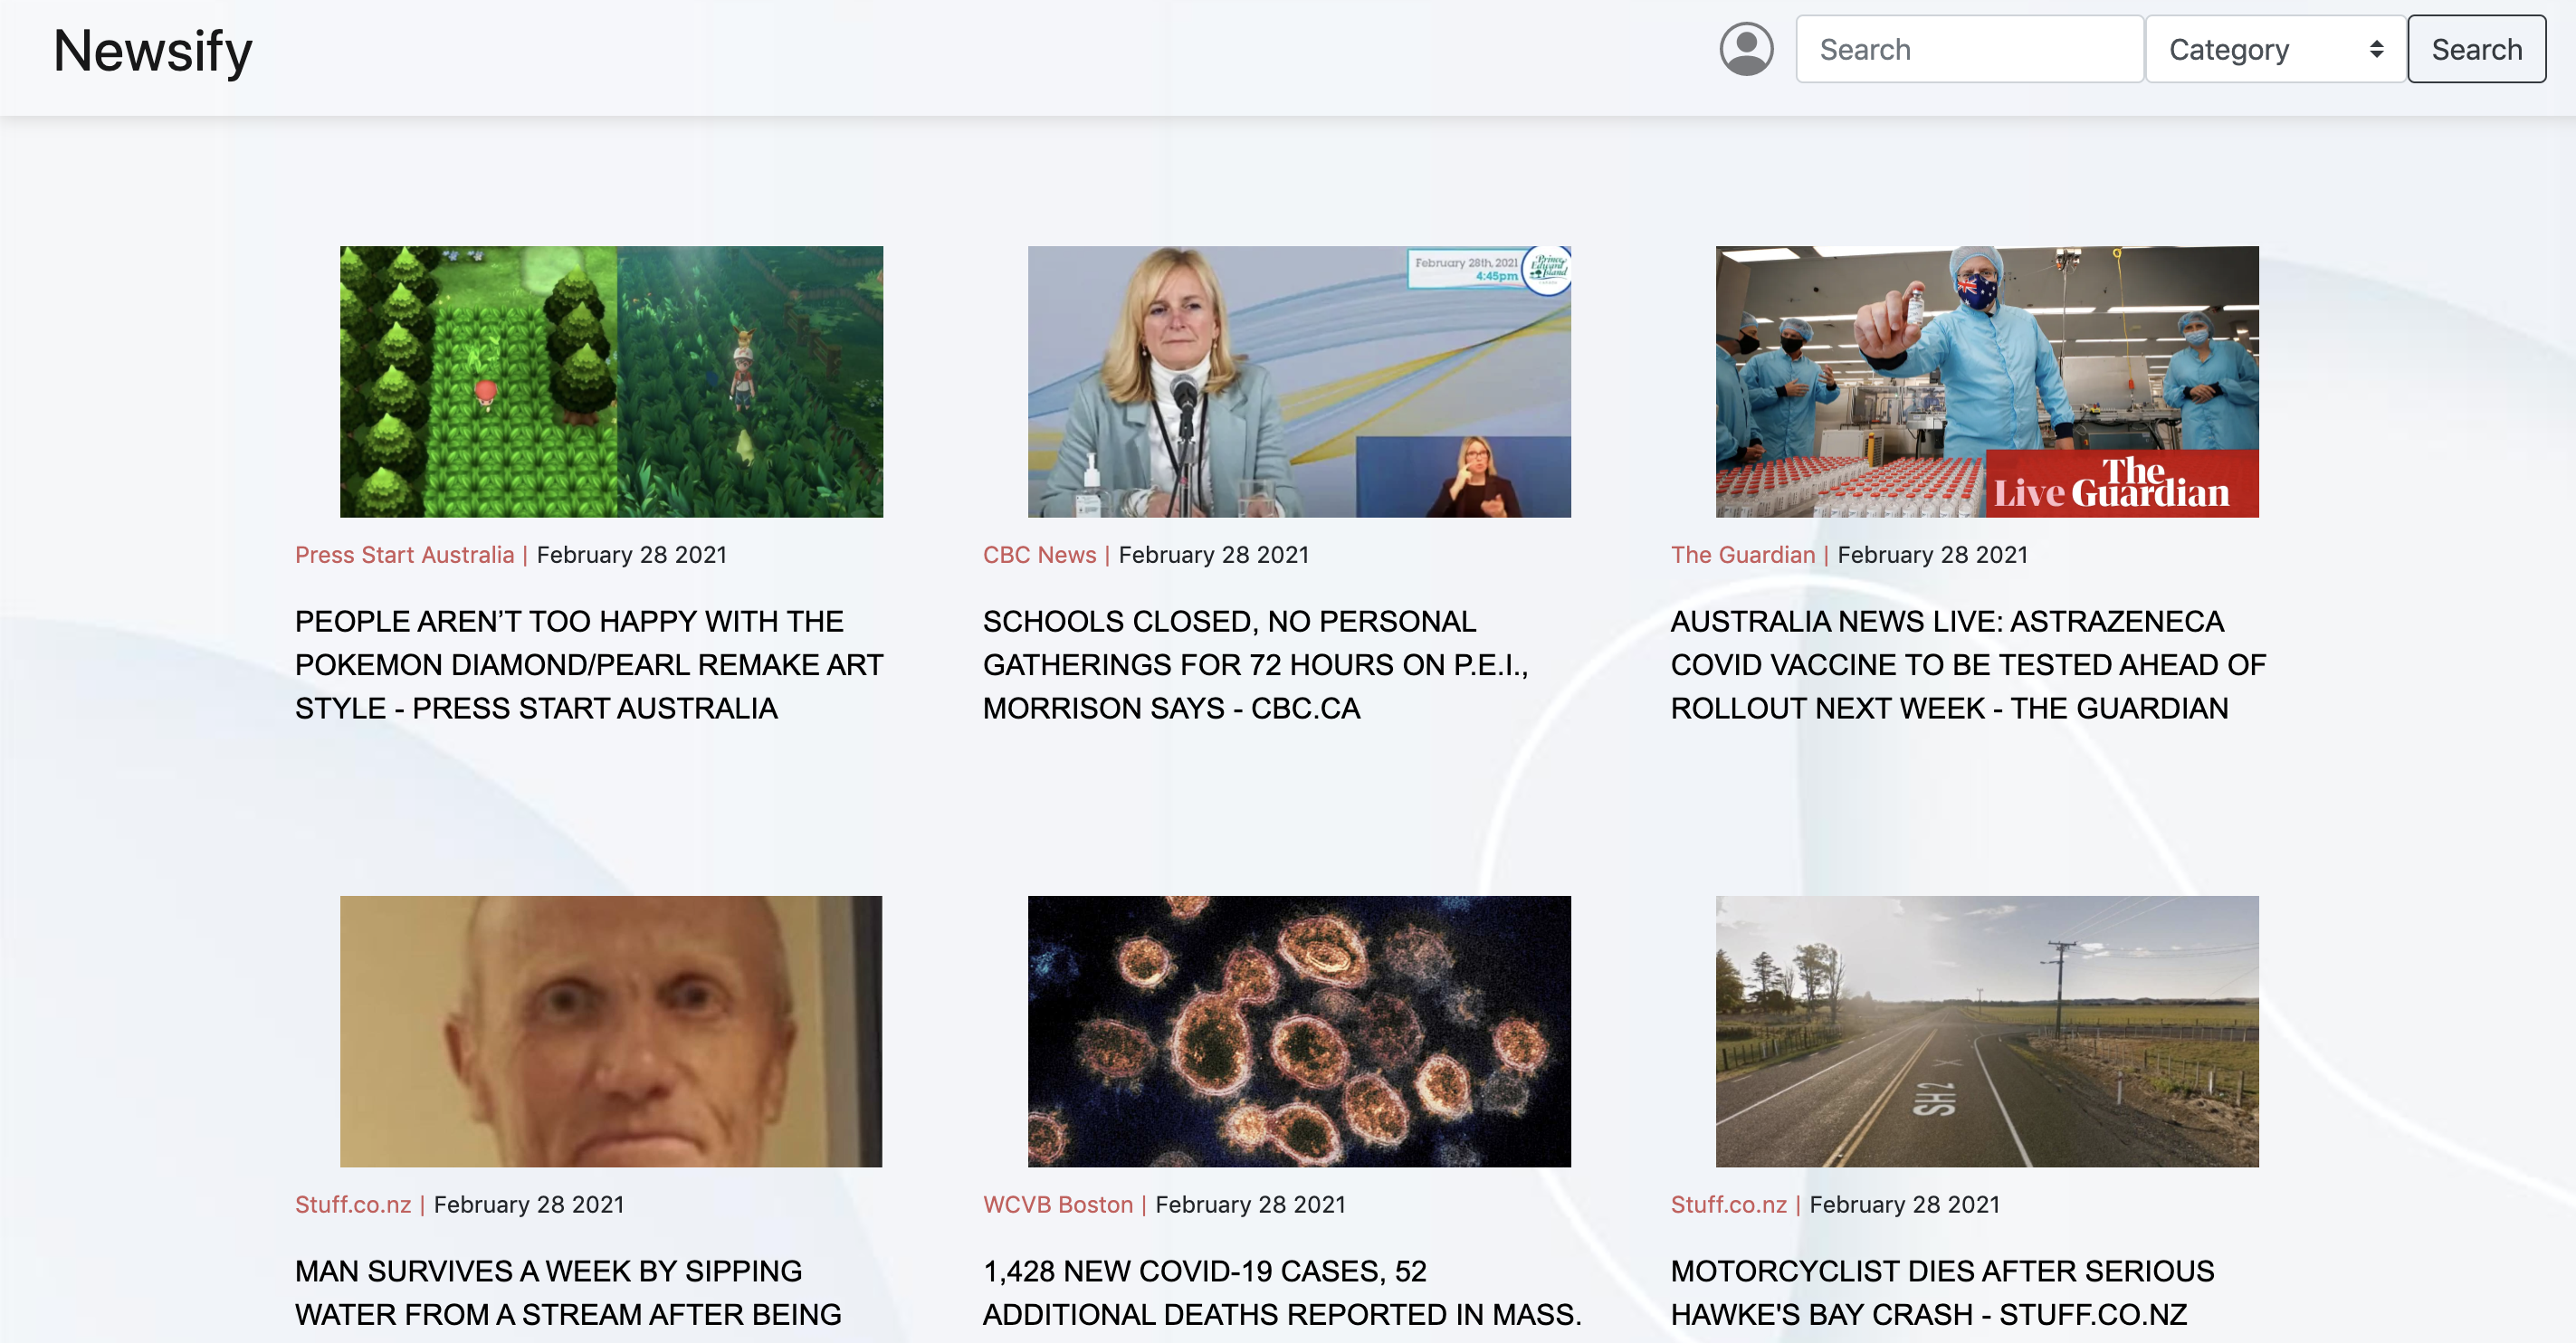 Newsify
Search
Category
Search
February 28th, 2021
4:45pm
Prince
Edward
Island
The
Live Guardian
Press Start Australia | February 28 2021
CBC News | February 28 2021
The Guardian | February 28 2021
PEOPLE AREN’T TOO HAPPY WITH THE
POKEMON DIAMOND/PEARL REMAKE ART
STYLE - PRESS START AUSTRALIA
SCHOOLS CLOSED, NO PERSONAL
GATHERINGS FOR 72 HOURS ON P.E.I.,
MORRISON SAYS - CBC.CA
AUSTRALIA NEWS LIVE: ASTRAZENECA
COVID VACCINE TO BE TESTED AHEAD OF
ROLLOUT NEXT WEEK - THE GUARDIAN
SH 2
Stuff.co.nz | February 28 2021
WCVB Boston | February 28 2021
Stuff.co.nz | February 28 2021
MAN SURVIVES A WEEK BY SIPPING
WATER FROM A STREAM AFTER BEING
1,428 NEW COVID-19 CASES, 52
ADDITIONAL DEATHS REPORTED IN MASS.
MOTORCYCLIST DIES AFTER SERIOUS
HAWKE'S BAY CRASH - STUFF.CO.NZ